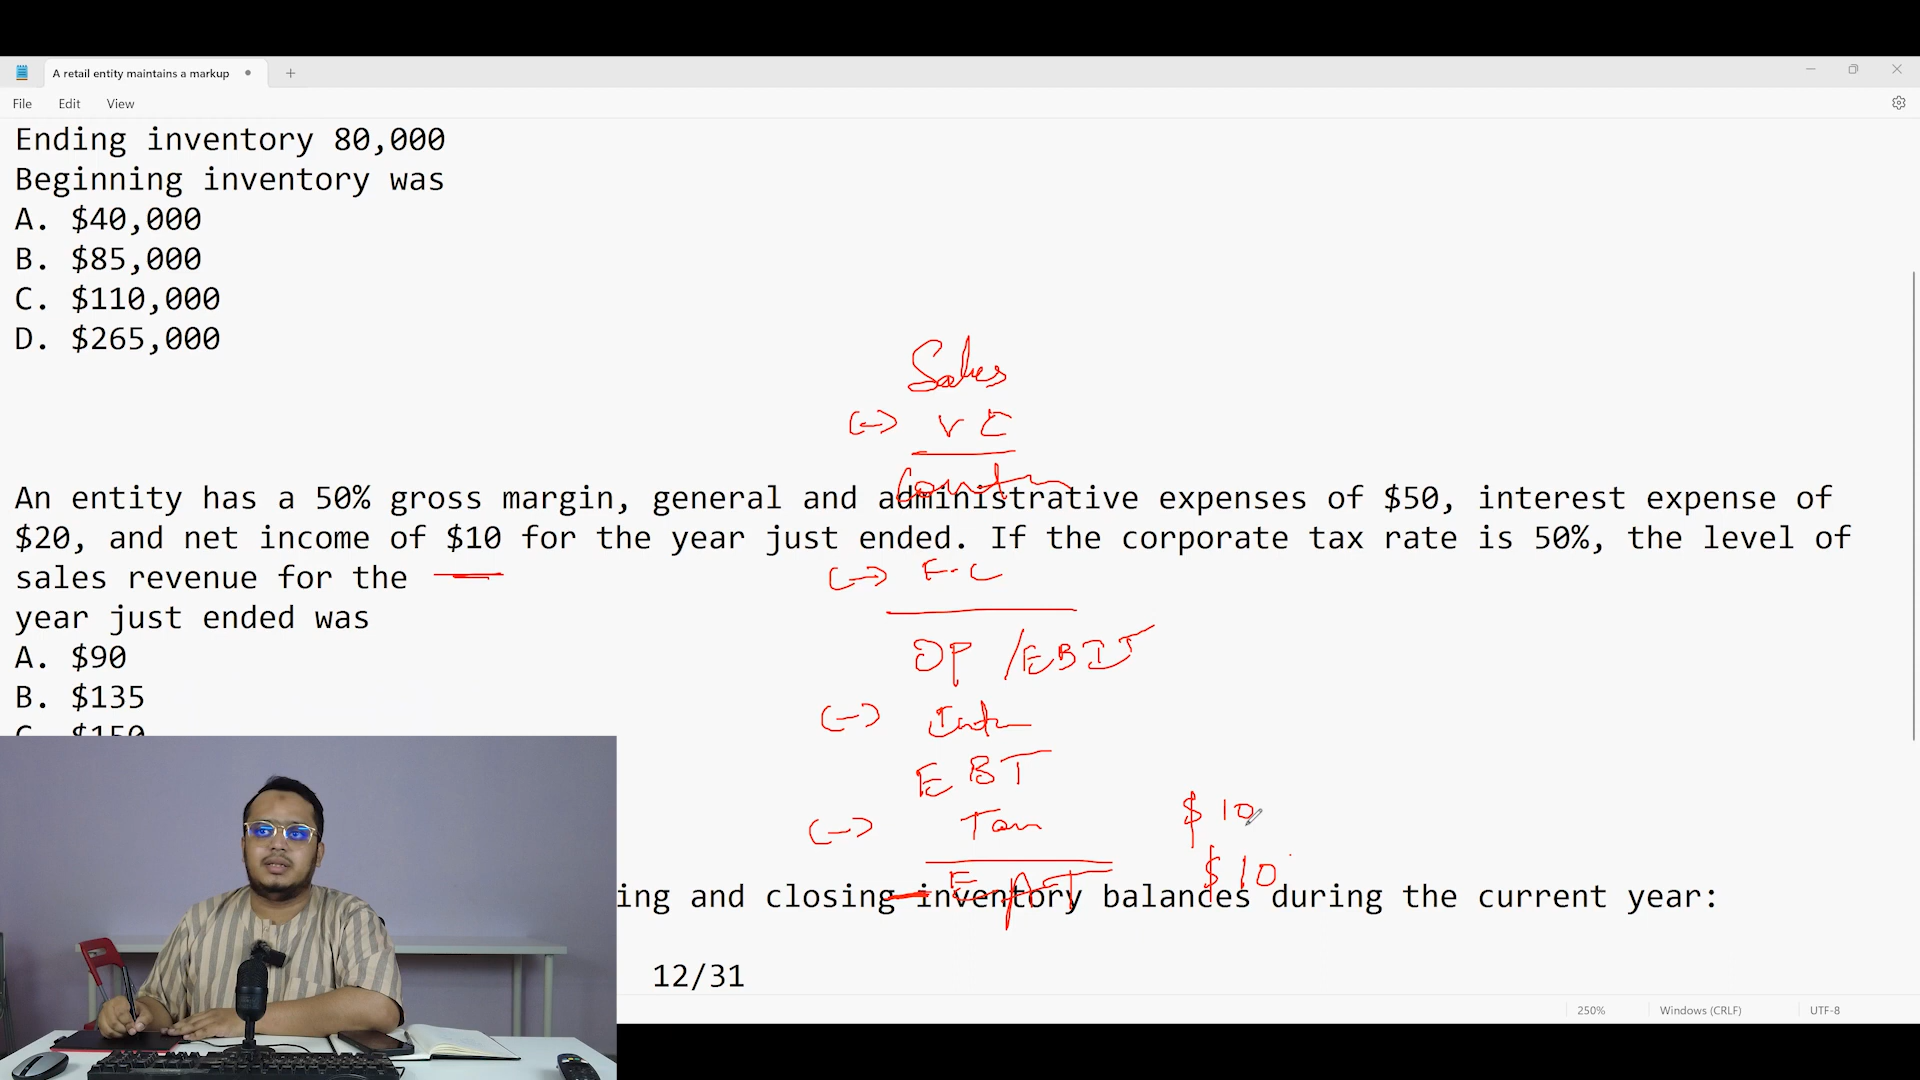 A retail entity maintains a markup
File Edit View
Ending inventory 80,000
Beginning inventory was
A. $40,000
B. $85,000
C. $110,000
D. $265,000
Sales
(-) V C
An entity has a 50% gross margin, general and administrative expenses of $50, interest expense of
$20, and net income of $10 for the year just ended. If the corporate tax rate is 50%, the level of
sales revenue for the
(-) F.C
year just ended was
OP / EBIT
A. $90
B. $135
(-)
C. $150
EBT
$10
(-) Tax
$10
EAT
ing and closing inventory balances during the current year:
12/31
250% Windows (CRLF) UTF-8